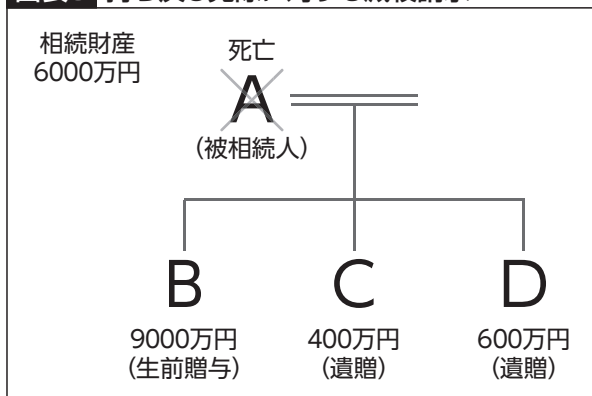 相続財産
6000万円
死亡
A
(被相続人)
B
C
D
9000万円
(生前贈与)
400万円
(遺贈)
600万円
(遺贈)